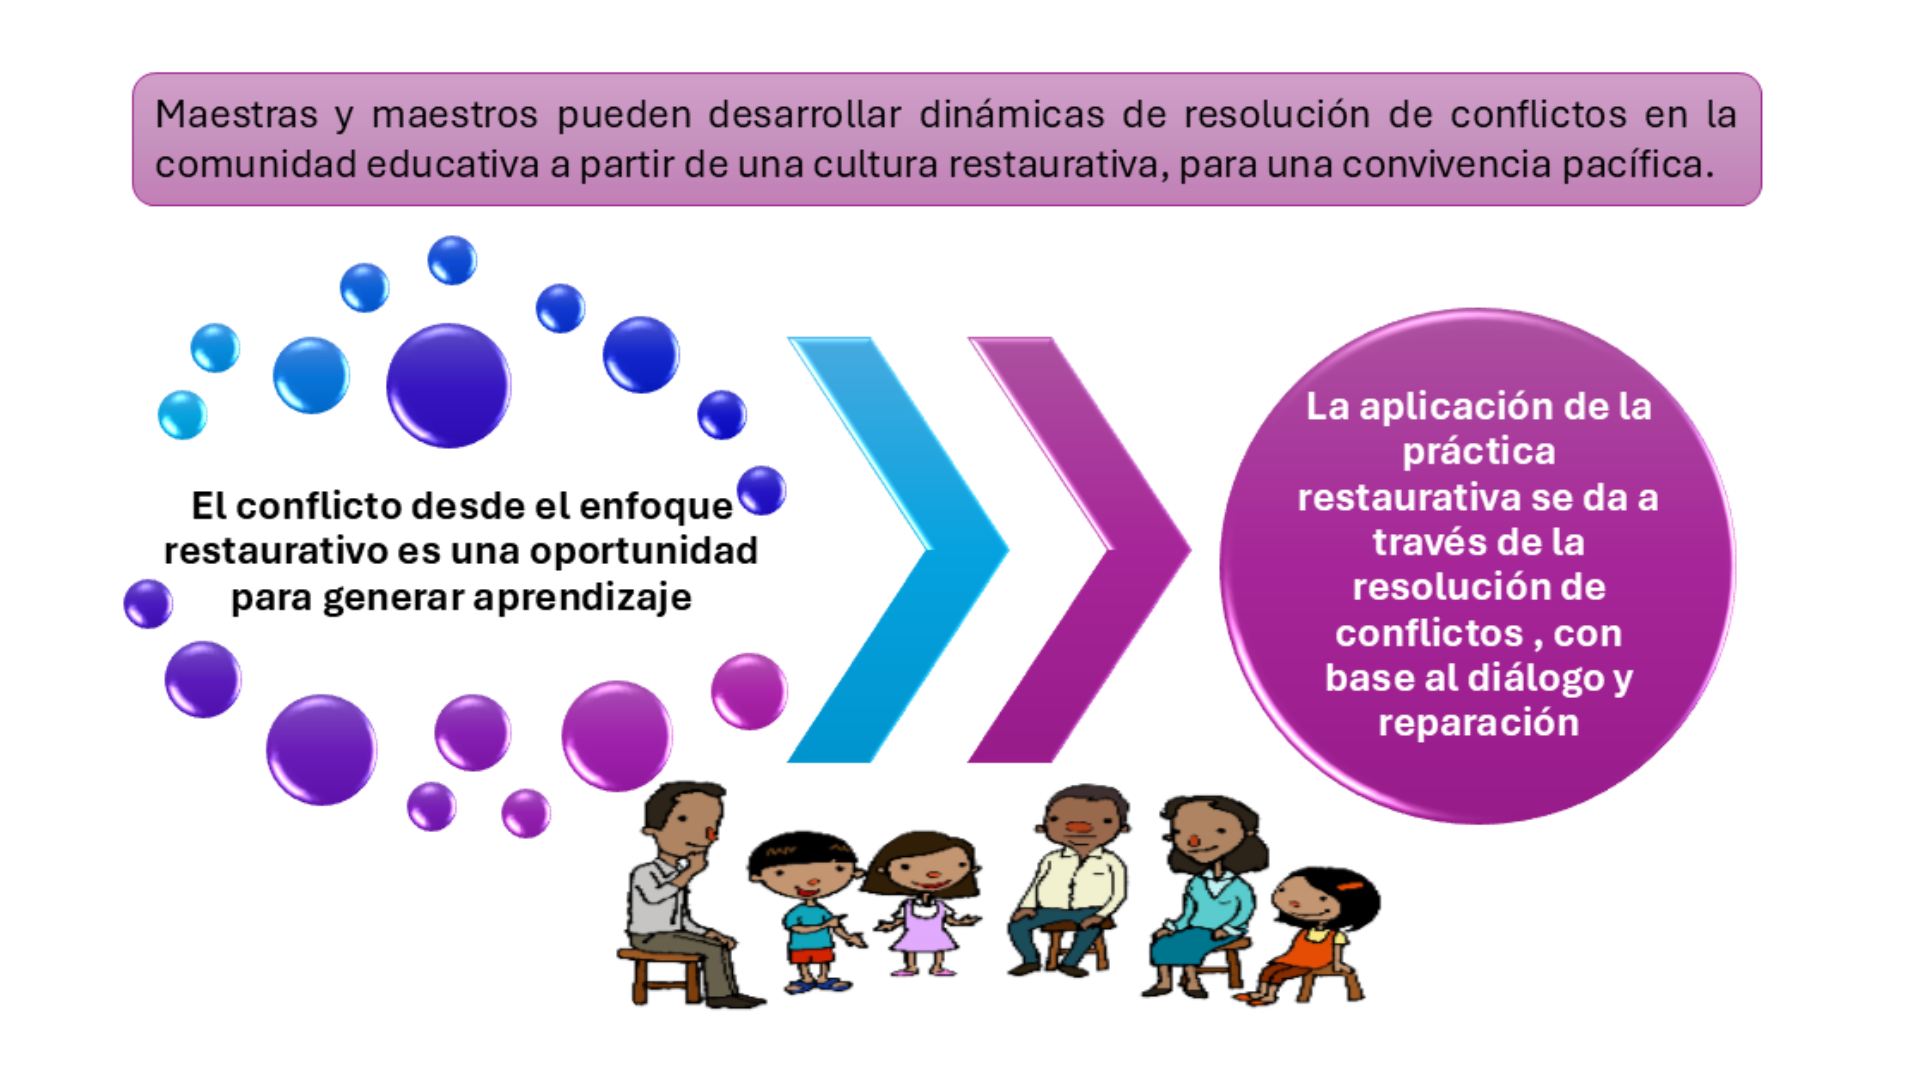 Maestras y maestros pueden desarrollar dinámicas de resolución de conflictos en la
comunidad educativa a partir de una cultura restaurativa, para una convivencia pacífica.
El conflicto desde el enfoque
restaurativo es una oportunidad
para generar aprendizaje
La aplicación de la
práctica
restaurativa se da a
través de la
resolución de
conflictos , con
base al diálogo y
reparación